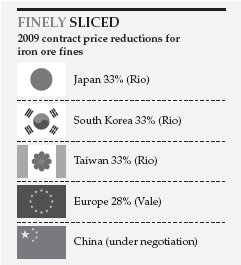 FINELY SLICED
2009 contract price reductions for
iron ore fines
Japan 33% (Rio)
South Korea 33% (Rio)
Taiwan 33% (Rio)
Europe 28% (Vale)
China (under negotiation)